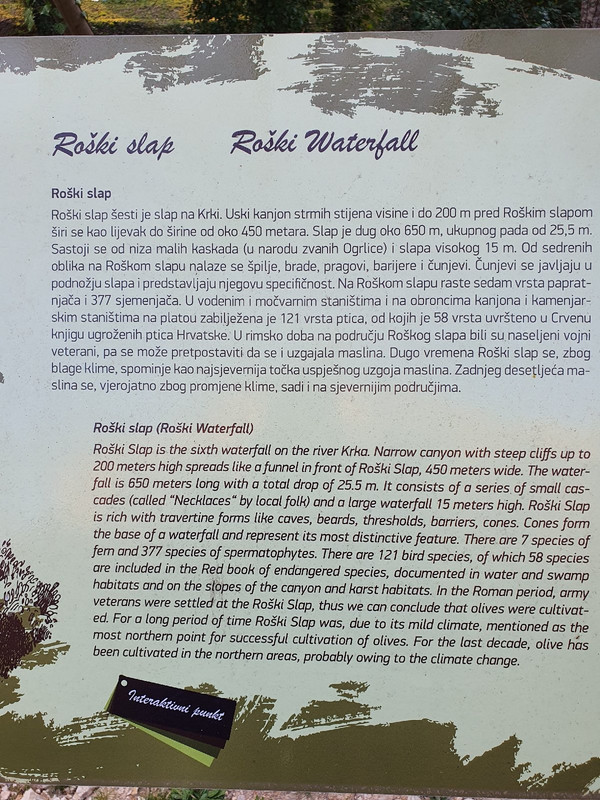 Roški slap Roški Waterfall
Roški slap
Roški slap šesti je slap na Krki. Uski kanjon strmih stijena visine i do 200 m pred Roškim slapom
širi se kao lijevak do širine od oko 450 metara. Slap je dug oko 650 m, ukupnog pada od 25,5 m.
Sastoji se od niza malih kaskada (u narodu zvanih Ogrlice) i slapa visokog 15 m. Od sedrenih
oblika na Roškom slapu nalaze se špilje, brade, pragovi, barijere i čunjevi. Čunjevi se javljaju u
podnožju slapa i predstavljaju njegovu specifičnost. Na Roškom slapu raste sedam vrsta paprat-
njača i 377 sjemenjača. U vodenim i močvarnim staništima i na obroncima kanjona i kamenjar-
skim staništima na platou zabilježena je 121 vrsta ptica, od kojih je 58 vrsta uvršteno u Crvenu
knjigu ugroženih ptica Hrvatske. U rimsko doba na području Roškog slapa bili su naseljeni vojni
veterani, pa se može pretpostaviti da se i uzgajala maslina. Dugo vremena Roški slap se, zbog
blage klime, spominje kao najsjevernija točka uspješnog uzgoja maslina. Zadnjeg desetljeća ma-
slina se, vjerojatno zbog promjene klime, sadi i na sjevernijim područjima.
Roški slap (Roški Waterfall)
Roški Slap is the sixth waterfall on the river Krka. Narrow canyon with steep cliffs up to
200 meters high spreads like a funnel in front of Roški Slap, 450 meters wide. The water-
fall is 650 meters long with a total drop of 25.5 m. It consists of a series of small cas-
cades (called "Necklaces" by local folk) and a large waterfall 15 meters high. Roški Slap
is rich with travertine forms like caves, beards, thresholds, barriers, cones. Cones form
the base of a waterfall and represent its most distinctive feature. There are 7 species of
fern and 377 species of spermatophytes. There are 121 bird species, of which 58 species
are included in the Red book of endangered species, documented in water and swamp
habitats and on the slopes of the canyon and karst habitats. In the Roman period, army
veterans were settled at the Roški Slap, thus we can conclude that olives were cultivat-
ed. For a long period of time Roški Slap was, due to its mild climate, mentioned as the
most northern point for successful cultivation of olives. For the last decade, olive has
been cultivated in the northern areas, probably owing to the climate change.
Interaktivni punkt